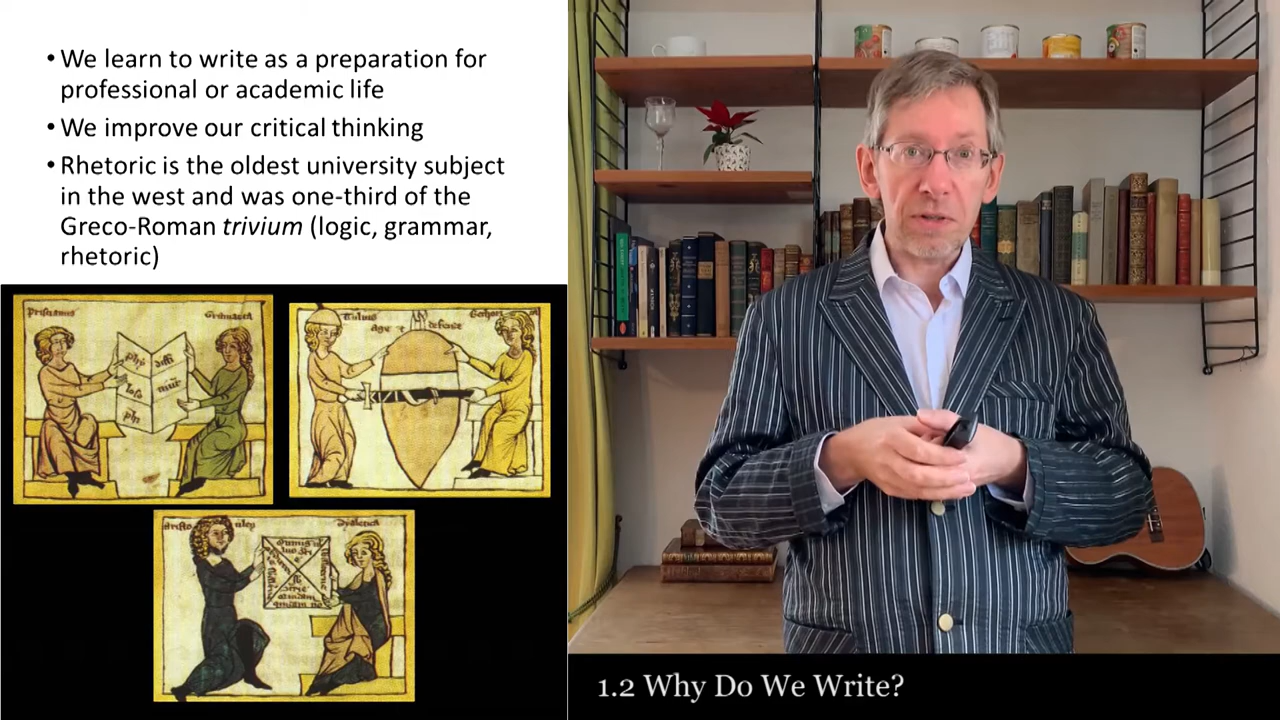 • We learn to write as a preparation for
professional or academic life
• We improve our critical thinking
• Rhetoric is the oldest university subject
in the west and was one-third of the
Greco-Roman trivium (logic, grammar,
rhetoric)
1.2 Why Do We Write?